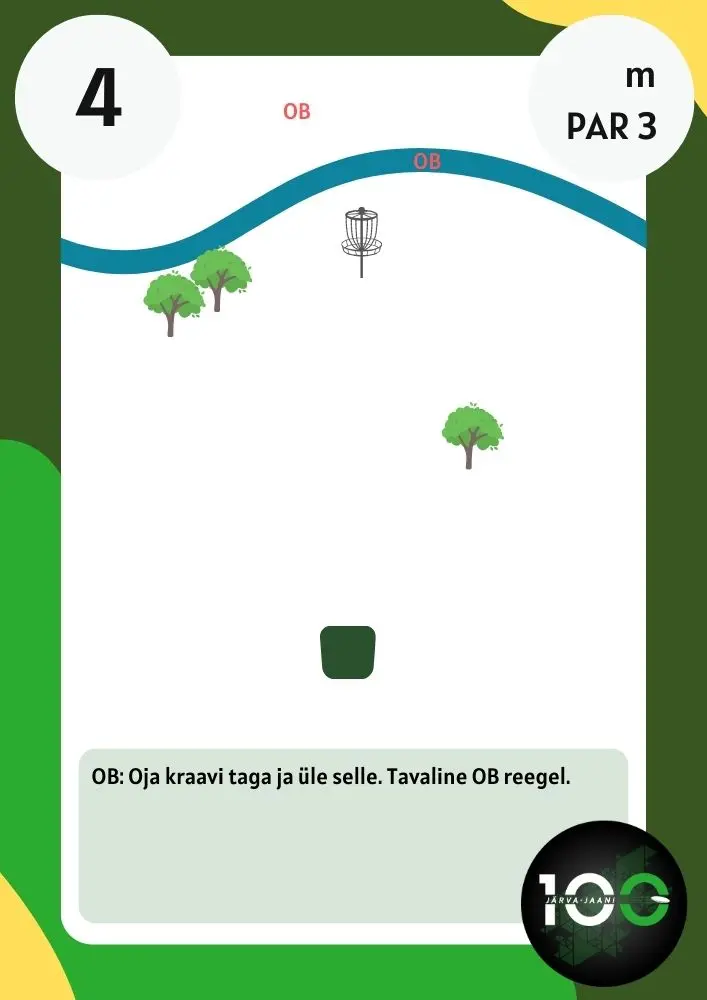 4
m
PAR 3
OB
OB
OB: Oja kraavi taga ja üle selle. Tavaline OB reegel.
100
JÄRVA-JAANI